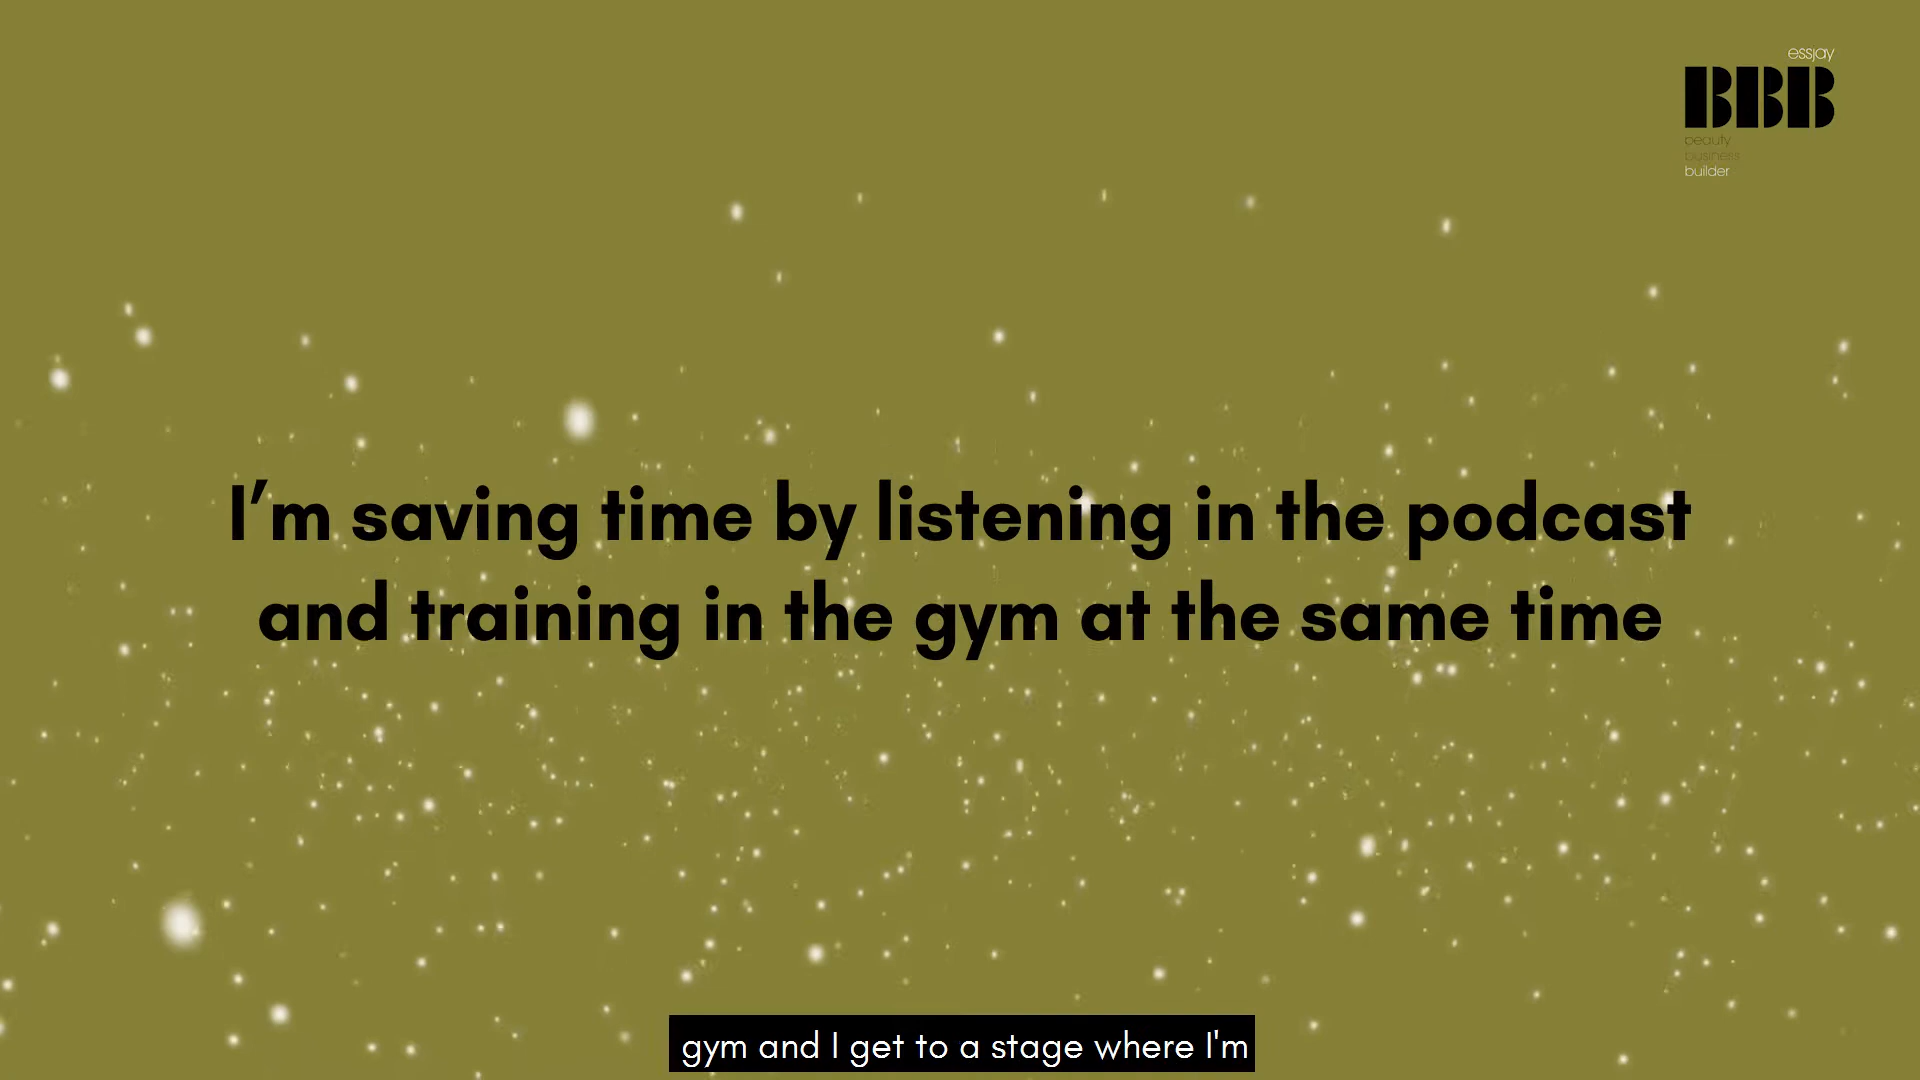 essjay
BBB
beauty
business
builder
I’m saving time by listening in the podcast
and training in the gym at the same time
gym and I get to a stage where I'm